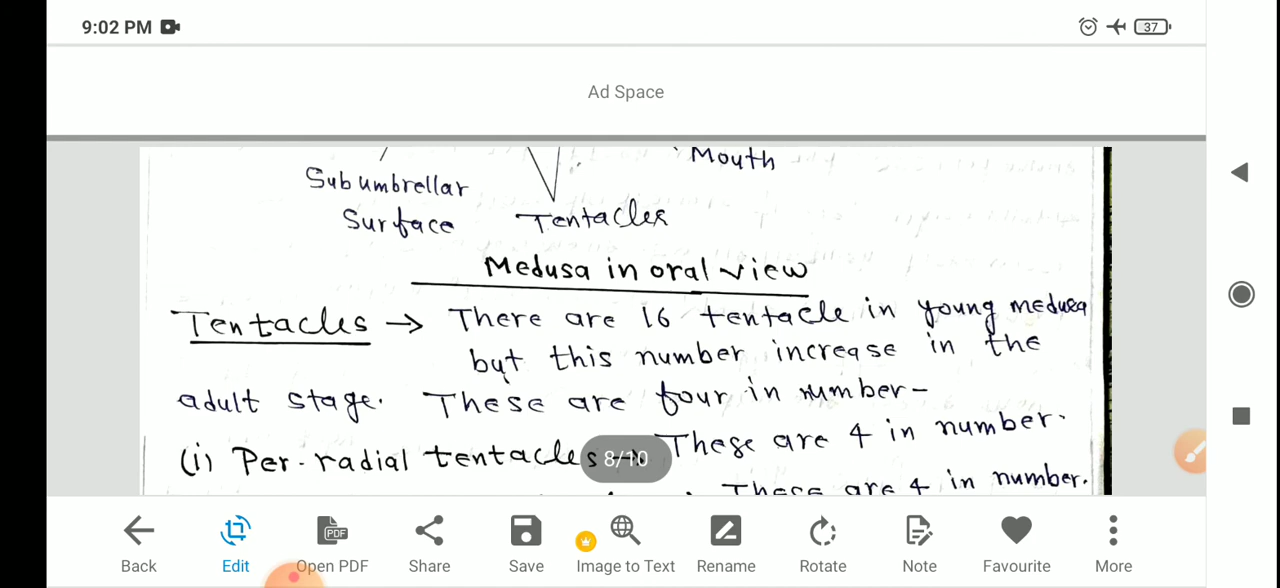 9:02 PM
37
Ad Space
Mouth
Subumbrellar
Surface
Tentacles
Medusa in oral view
Tentacles → There are 16 tentacle in young medusa
but this number increase in the
adult stage. These are four in number-
(i) Per-radial tentacles → These are 4 in number.
8/10
These are 4 in number.
Back
Edit
PDF
Open PDF
Share
Save
Image to Text
Rename
Rotate
Note
Favourite
More